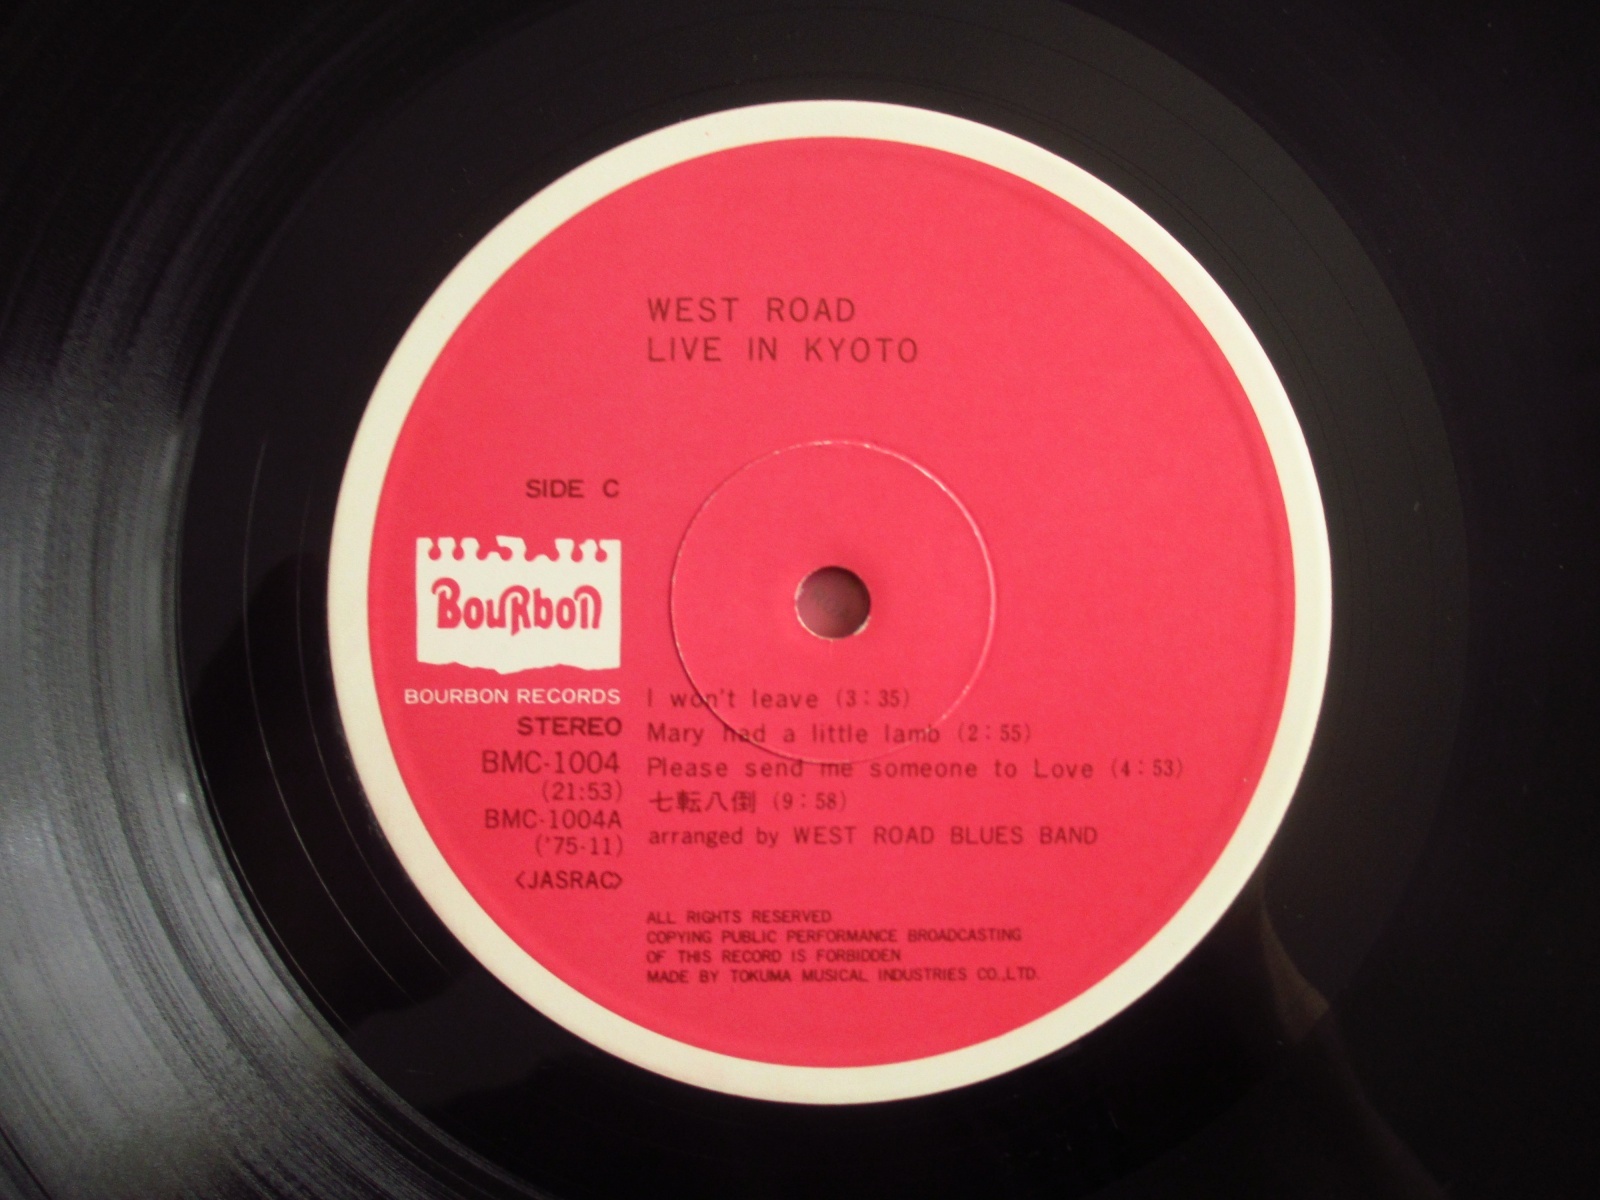 WEST ROAD
LIVE IN KYOTO
SIDE C
BouRboN
BOURBON RECORDS
STEREO
BMC-1004
(21:53)
BMC-1004A
('75-11)
<JASRAC>
I won't leave (3:35)
Mary had a little lamb (2:55)
Please send me someone to Love (4:53)
七転八倒 (9:58)
arranged by WEST ROAD BLUES BAND
ALL RIGHTS RESERVED
COPYING PUBLIC PERFORMANCE BROADCASTING
OF THIS RECORD IS FORBIDDEN
MADE BY TOKUMA MUSICAL INDUSTRIES CO.,LTD.